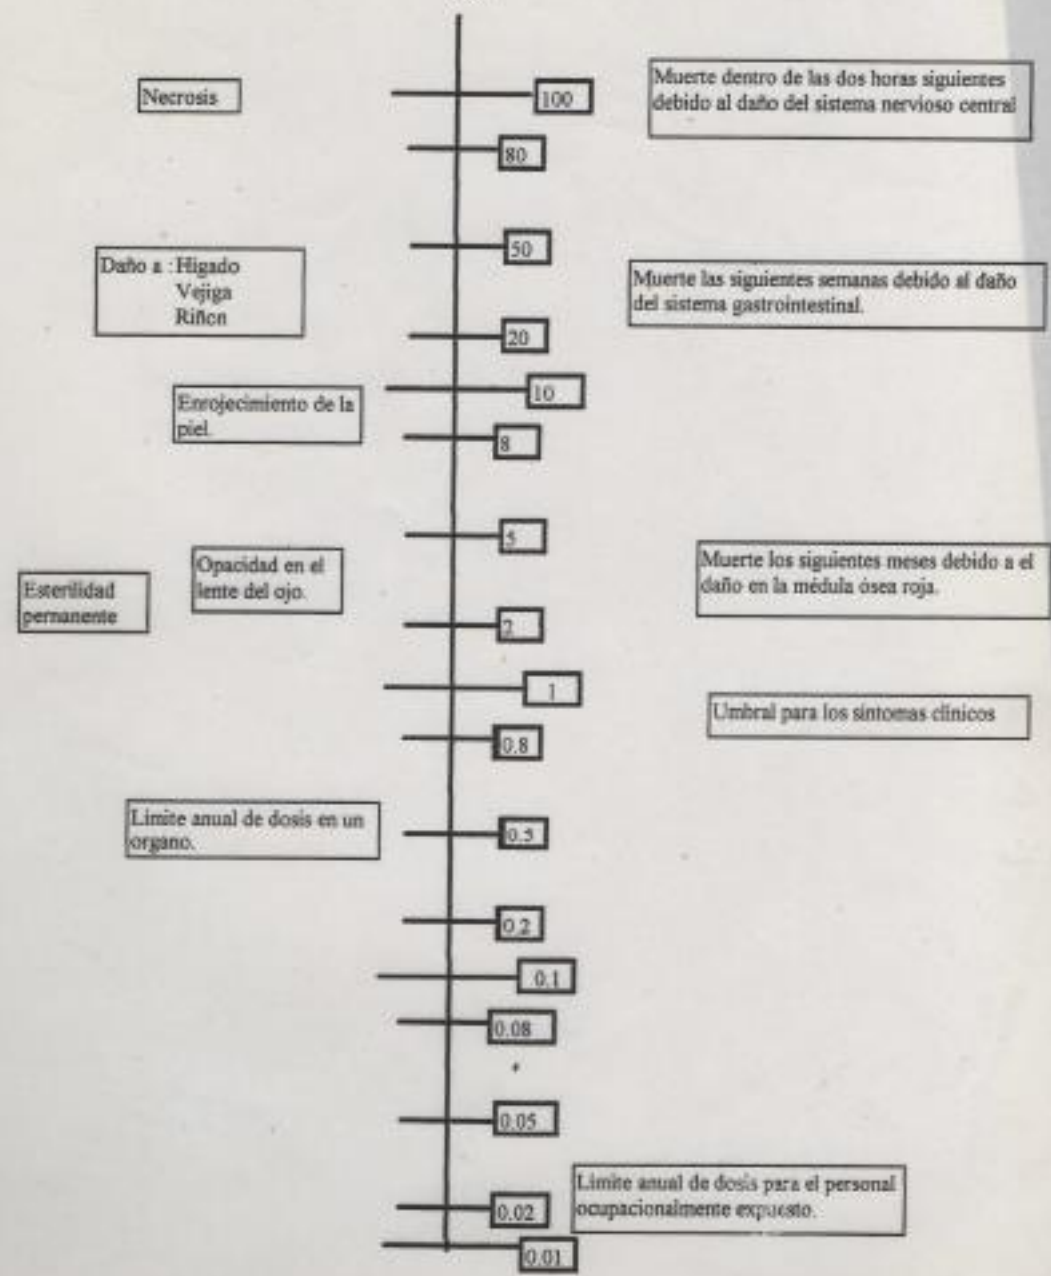 Necrosis
100
Muerte dentro de las dos horas siguientes
debido al daño del sistema nervioso central
80
50
Daño a : Higado
Vejiga
Riñon
Muerte las siguientes semanas debido al daño
del sistema gastrointestinal.
20
10
Enrojecimiento de la
piel.
8
5
Opacidad en el
lente del ojo.
Muerte los siguientes meses debido a el
daño en la médula ósea roja.
Esterilidad
permanente
2
1
Umbral para los síntomas clínicos
0.8
Limite anual de dosis en un
organo.
0.5
0.2
0.1
0.08
0.05
Limite anual de dosis para el personal
ocupacionalmente expuesto.
0.02
0.01